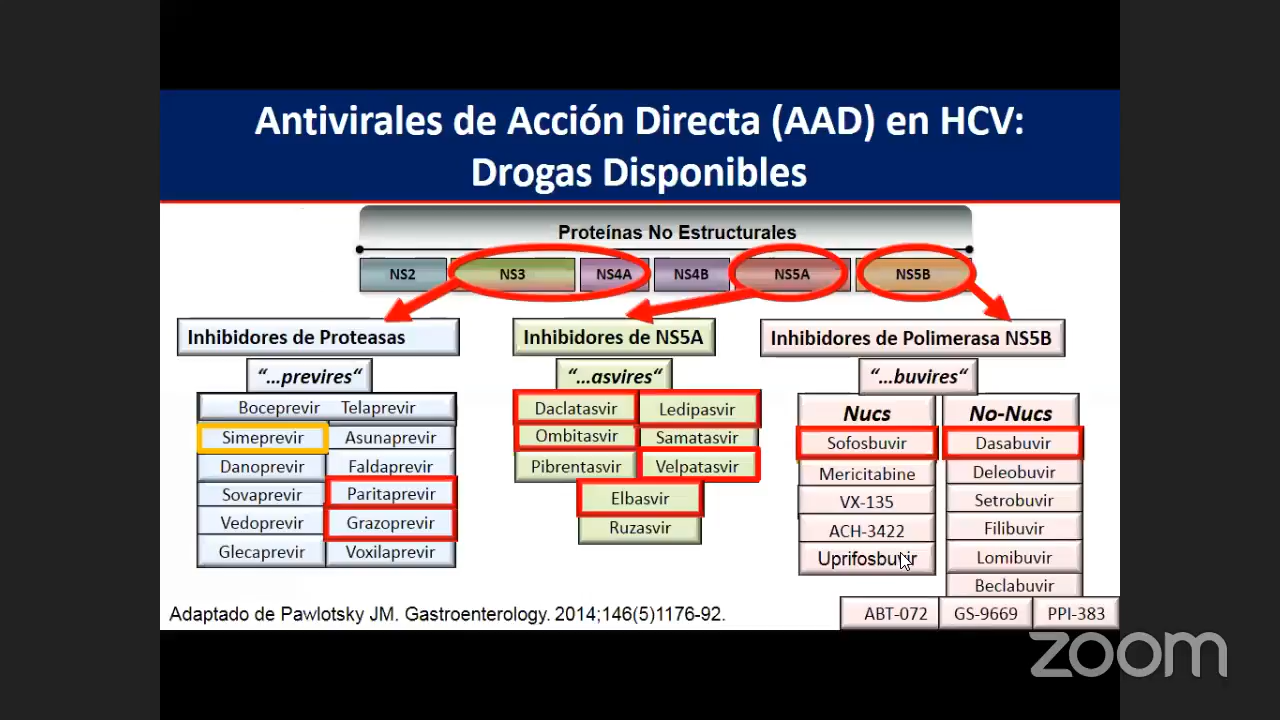 Antivirales de Acción Directa (AAD) en HCV:
Drogas Disponibles
Proteínas No Estructurales
NS2 NS3 NS4A NS4B NS5A NS5B
Inhibidores de Proteasas
"...previres"
Boceprevir Telaprevir
Simeprevir Asunaprevir
Danoprevir Faldaprevir
Sovaprevir Paritaprevir
Vedoprevir Grazoprevir
Glecaprevir Voxilaprevir
Inhibidores de NS5A
"...asvires"
Daclatasvir Ledipasvir
Ombitasvir Samatasvir
Pibrentasvir Velpatasvir
Elbasvir
Ruzasvir
Inhibidores de Polimerasa NS5B
"...buvires"
Nucs
Sofosbuvir
Mericitabine
VX-135
ACH-3422
Uprifosbuvir
No-Nucs
Dasabuvir
Deleobuvir
Setrobuvir
Filibuvir
Lomibuvir
Beclabuvir
ABT-072 GS-9669 PPI-383
Adaptado de Pawlotsky JM. Gastroenterology. 2014;146(5)1176-92.
zoom